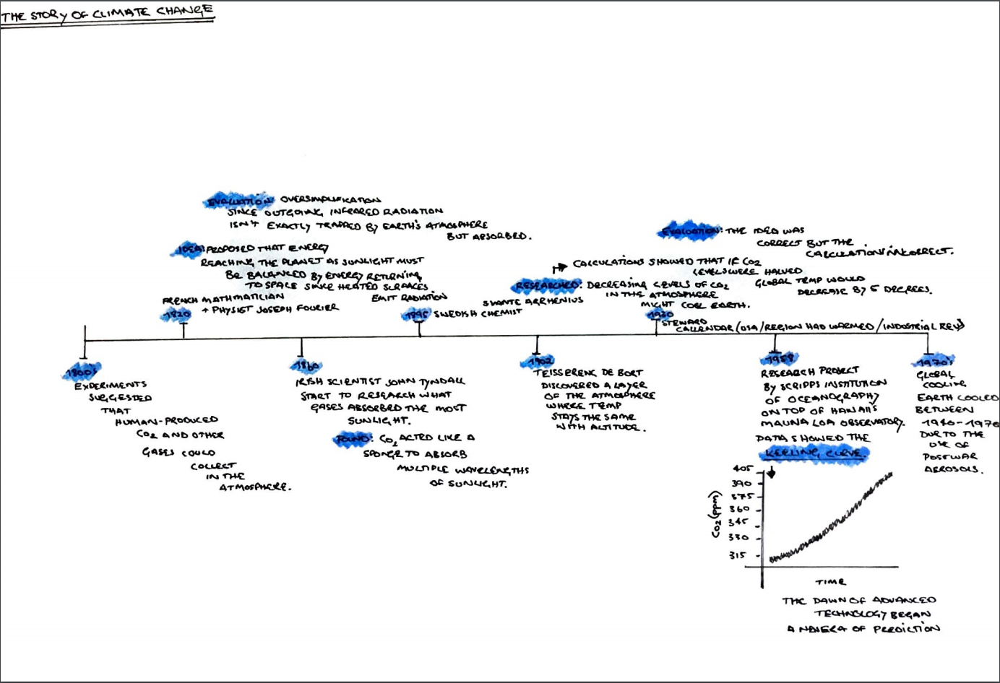 THE STORY OF CLIMATE CHANGE
EVALUATION: OVERSIMPLIFICATION
SINCE OUTGOING INFRARED RADIATION
ISN'T EXACTLY TRAPPED BY EARTH'S ATMOSPHERE
BUT ABSORBED.
IDEA: PROPOSED THAT ENERGY
REACHING THE PLANET AS SUNLIGHT MUST
BE BALANCED BY ENERGY RETURNING
TO SPACE SINCE HEATED SURFACES
EMIT RADIATION
FRENCH MATHMATICIAN
+ PHYSIST JOSEPH FOURIER
1820
EVALUATION: THE IDEA WAS
CORRECT BUT THE
CALCULATIONS INCORRECT.
CALCULATIONS SHOWED THAT IF CO2
LEVELS WERE HALVED
GLOBAL TEMP WOULD
DECREASE BY 5 DEGREES.
RESEARCHED: DECREASING LEVELS OF CO2
IN THE ATMOSPHERE
MIGHT COOL EARTH.
SVANTE ARRHENIUS
1895 SWEDISH CHEMIST
1930
STEWARD
CALLENDAR (USA/REGION HAD WARMED/INDUSTRIAL REV)
1800's
EXPERIMENTS
SUGGESTED
THAT
HUMAN-PRODUCED
CO2 AND OTHER
GASES COULD
COLLECT
IN THE
ATMOSPHERE.
1860
IRISH SCIENTIST JOHN TYNDALL
START TO RESEARCH WHAT
GASES ABSORBED THE MOST
SUNLIGHT.
FOUND: CO2 ACTED LIKE A
SPONGE TO ABSORB
MULTIPLE WAVELENGTHS
OF SUNLIGHT.
1902
TEISSERENC DE BORT
DISCOVERED A LAYER
OF THE ATMOSPHERE
WHERE TEMP
STAYS THE SAME
WITH ALTITUDE.
1958
RESEARCH PROJECT
BY SCRIPPS INSTITUTION
OF OCEANOGRAPHY
ON TOP OF HAWAII'S
MAUNA LOA OBSERVATORY.
DATA SHOWED THE
KEELING CURVE.
405
390
375
360
345
330
315
CO2 (ppm)
TIME
THE DAWN OF ADVANCED
TECHNOLOGY BEGAN
A NEW ERA OF PREDICTION
1970's
GLOBAL
COOLING
EARTH COOLED
BETWEEN
1940-1970
DUE TO THE
USE OF
POSTWAR
AEROSOLS.